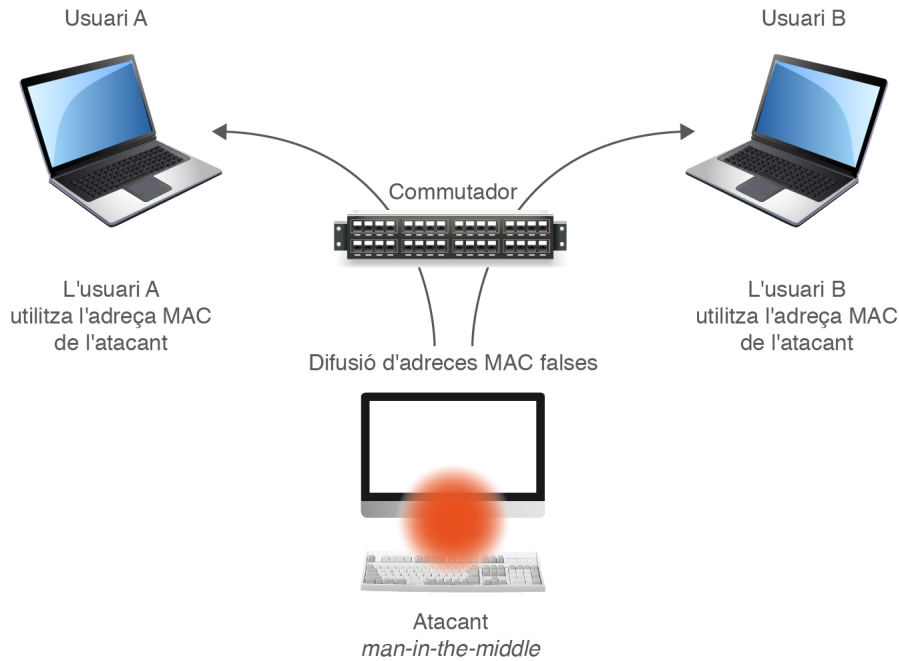 Usuari A
Usuari B
Commutador
L'usuari A
utilitza l'adreça MAC
de l'atacant
L'usuari B
utilitza l'adreça MAC
de l'atacant
Difusió d'adreces MAC falses
Atacant
man-in-the-middle